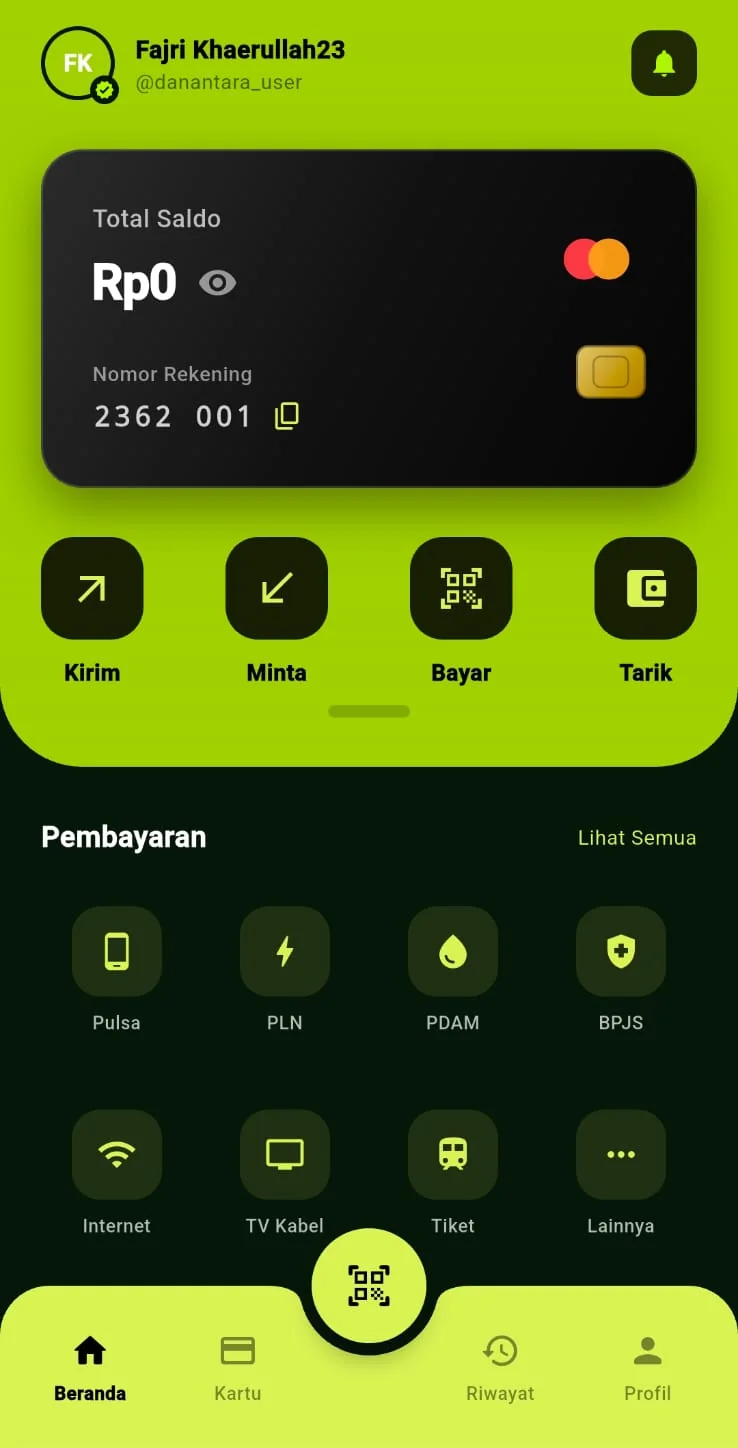 FK
Fajri Khaerullah23
@danantara_user
Total Saldo
Rp0
Nomor Rekening
2362 001
Kirim
Minta
Bayar
Tarik
Pembayaran
Lihat Semua
Pulsa
PLN
PDAM
BPJS
Internet
TV Kabel
Tiket
Lainnya
Beranda
Kartu
Riwayat
Profil